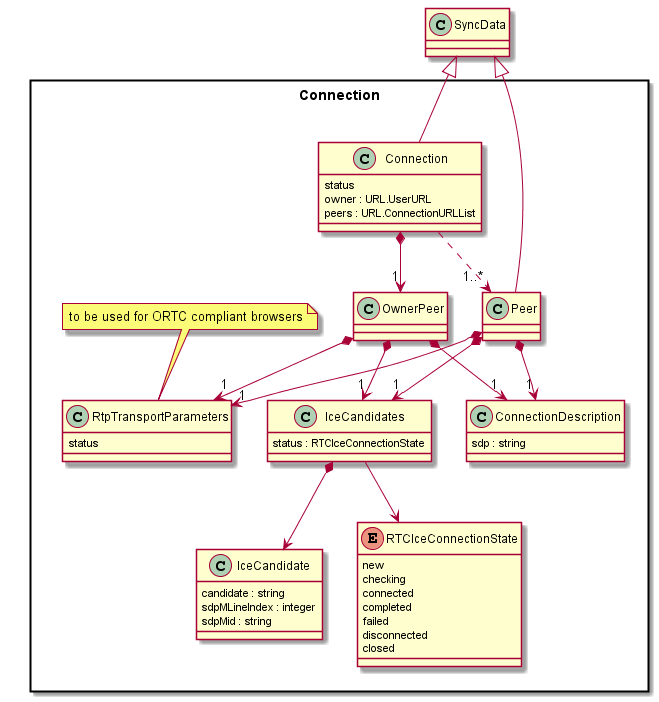 C SyncData
Connection
C Connection
status
owner : URL.UserURL
peers : URL.ConnectionURLList
1
1..*
to be used for ORTC compliant browsers
C OwnerPeer
C Peer
1
1
1
1
1
1
C RtpTransportParameters
status
C IceCandidates
status : RTCIceConnectionState
C ConnectionDescription
sdp : string
C IceCandidate
candidate : string
sdpMLineIndex : integer
sdpMid : string
E RTCIceConnectionState
new
checking
connected
completed
failed
disconnected
closed